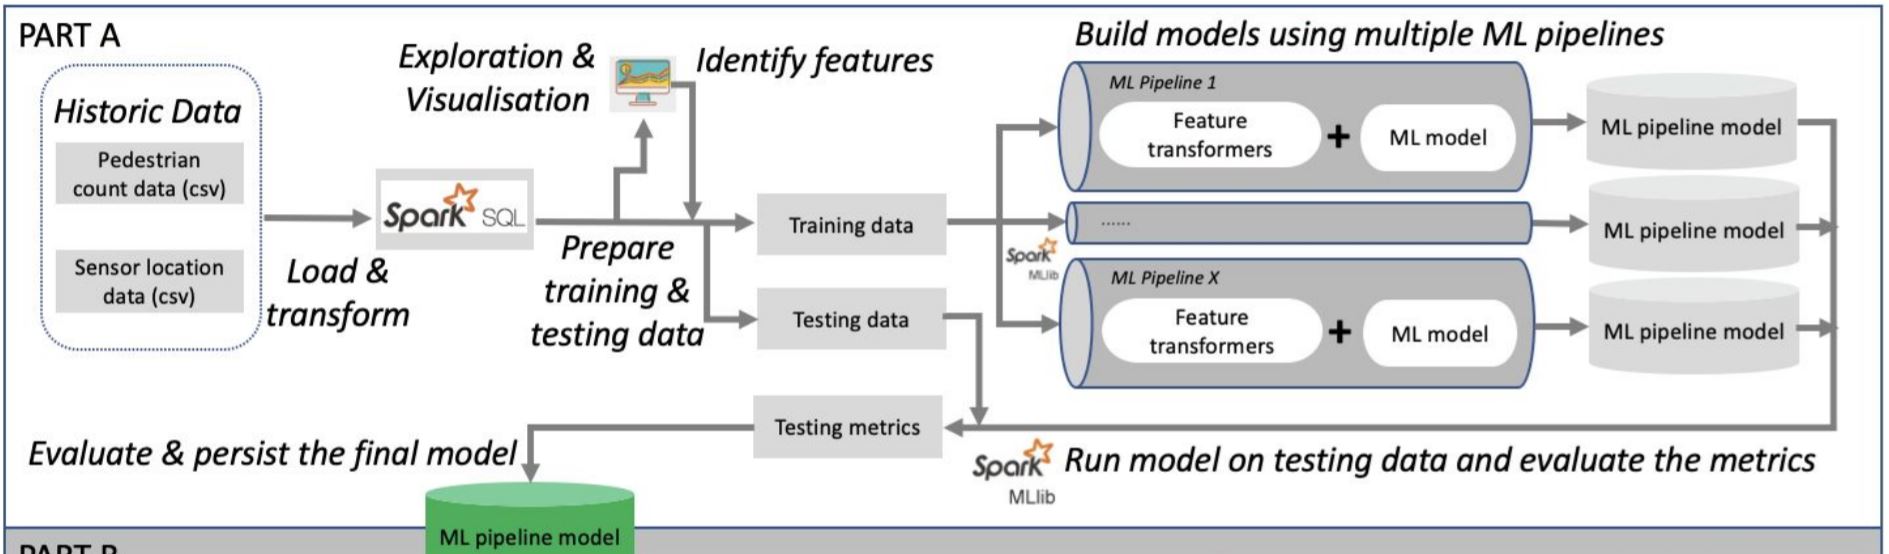 PART A
Historic Data
Pedestrian
count data (csv)
Sensor location
data (csv)
Load &
transform
Spark SQL
Exploration &
Visualisation
Identify features
Prepare
training &
testing data
Training data
Testing data
Build models using multiple ML pipelines
ML Pipeline 1
Feature
transformers
+
ML model
ML pipeline model
......
ML pipeline model
Spark
MLlib
ML Pipeline X
Feature
transformers
+
ML model
ML pipeline model
Testing metrics
Spark
MLlib
Run model on testing data and evaluate the metrics
Evaluate & persist the final model
ML pipeline model
PART B